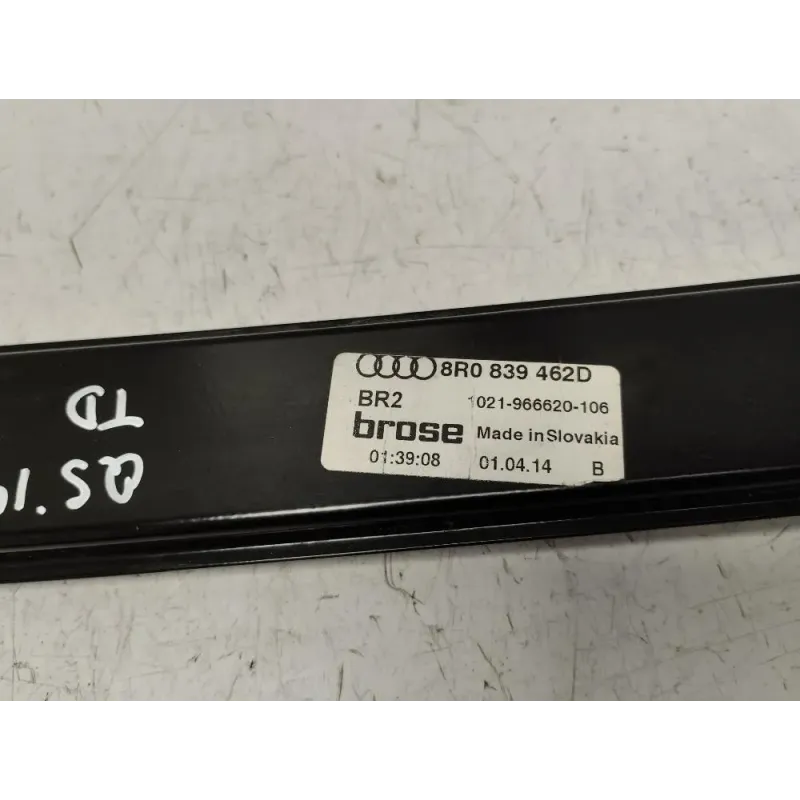 8R0 839 462D
BR2 1021-966620-106
brose Made in Slovakia
01:39:08 01.04.14 B
TD